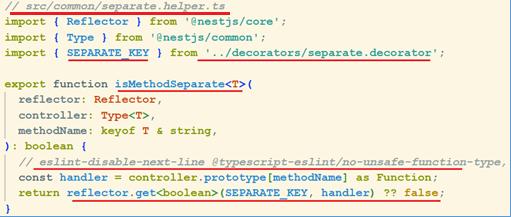 // src/common/separate.helper.ts
import { Reflector } from '@nestjs/core';
import { Type } from '@nestjs/common';
import { SEPARATE_KEY } from '../decorators/separate.decorator';
export function isMethodSeparate<T>(
reflector: Reflector,
controller: Type<T>,
methodName: keyof T & string,
): boolean {
// eslint-disable-next-line @typescript-eslint/no-unsafe-function-type,
const handler = controller.prototype[methodName] as Function;
return reflector.get<boolean>(SEPARATE_KEY, handler) ?? false;
}